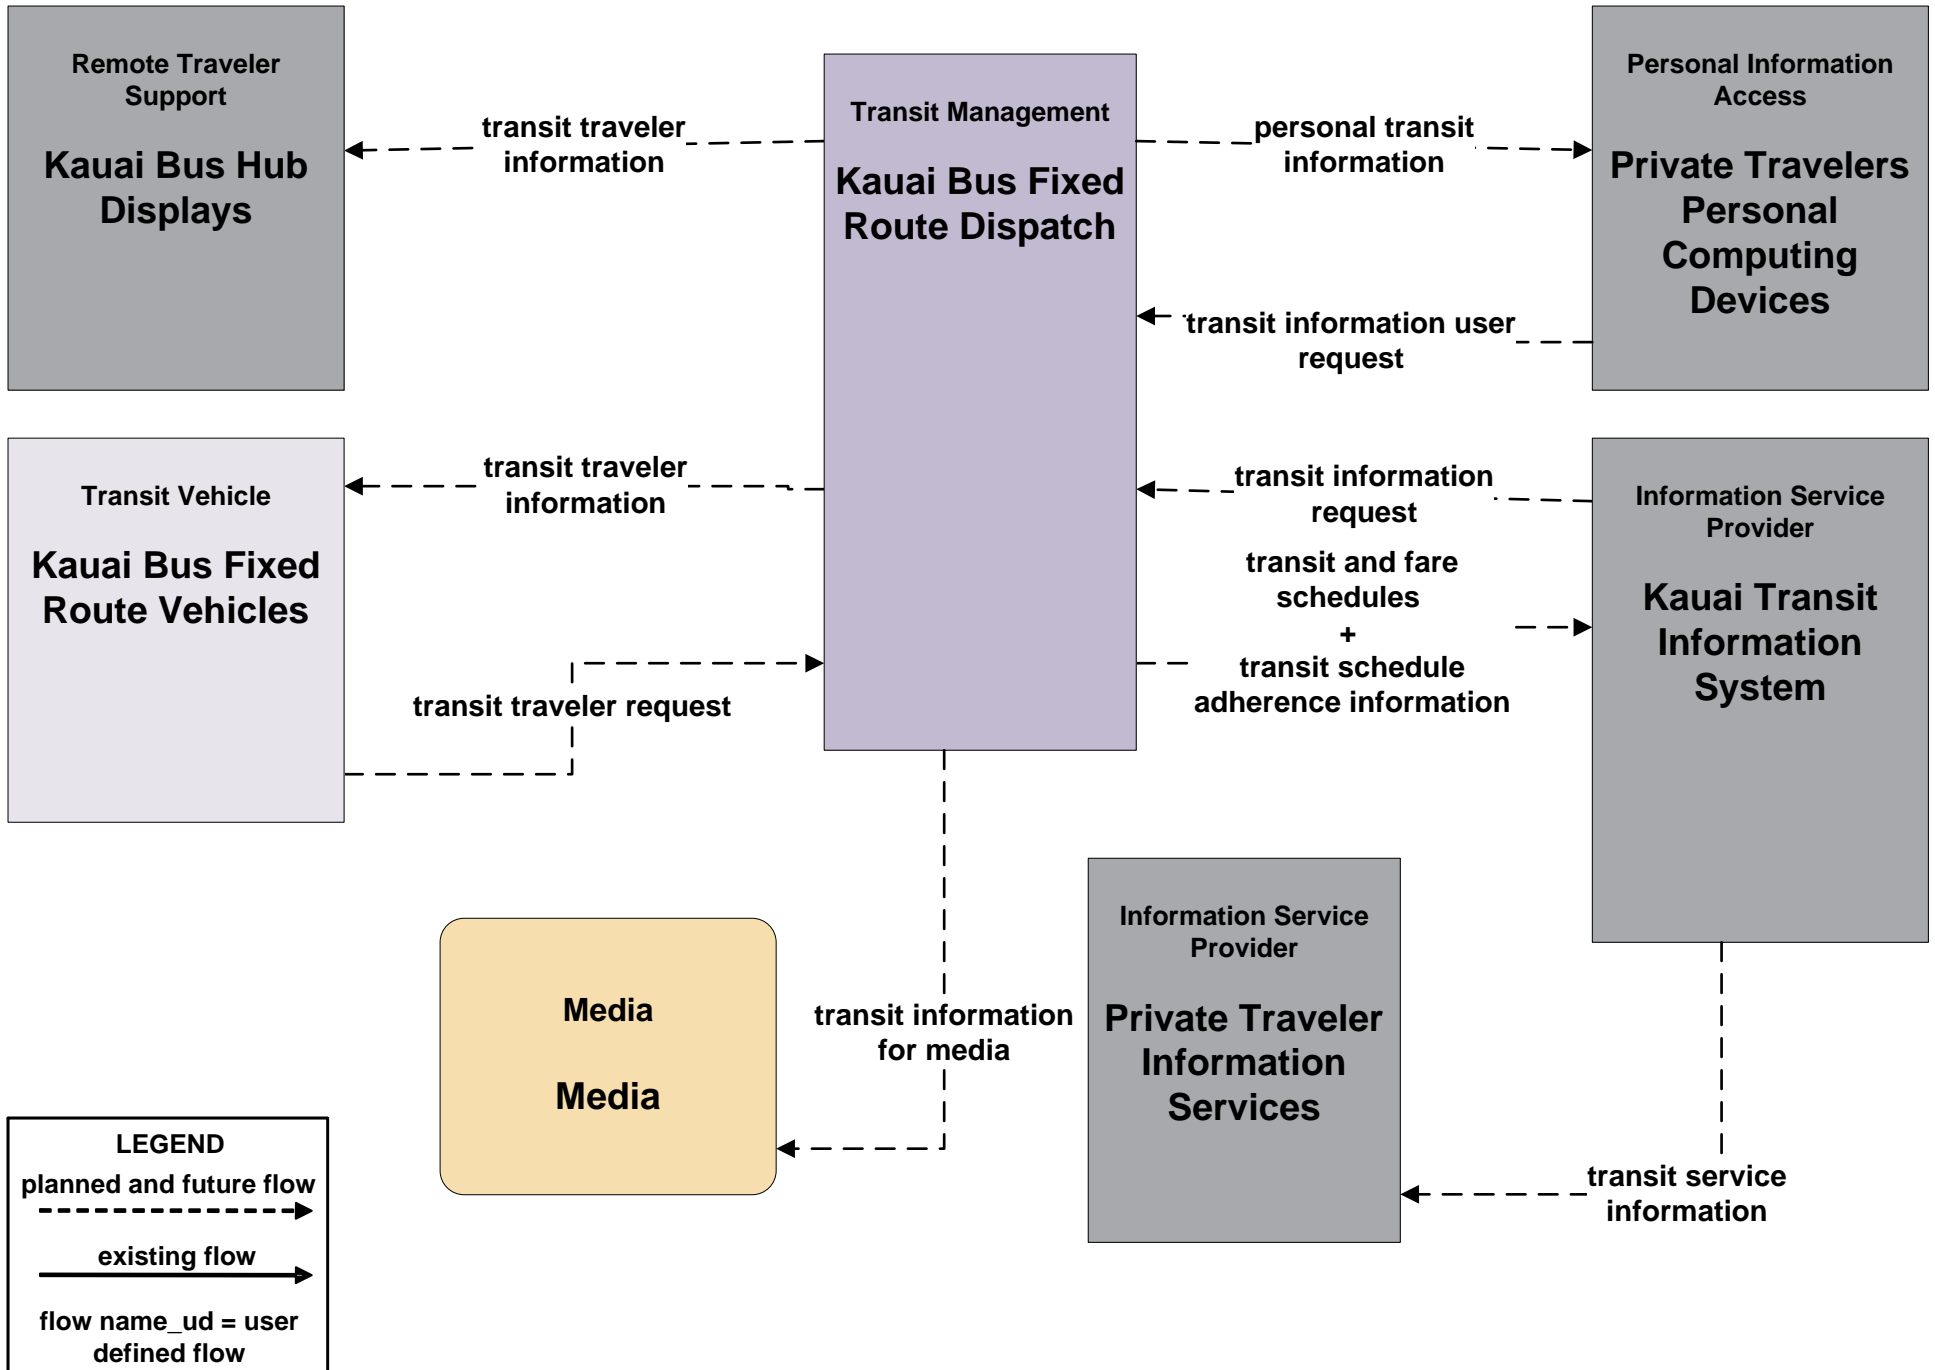 Remote Traveler
Support
Kauai Bus Hub
Displays
transit traveler
information
Transit Management
Kauai Bus Fixed
Route Dispatch
personal transit
information
Personal Information
Access
Private Travelers
Personal
Computing
Devices
transit information user
request
Transit Vehicle
Kauai Bus Fixed
Route Vehicles
transit traveler
information
transit traveler request
transit information
request
transit and fare
schedules
+
transit schedule
adherence information
Information Service
Provider
Kauai Transit
Information
System
Media
Media
transit information
for media
Information Service
Provider
Private Traveler
Information
Services
transit service
information
LEGEND
planned and future flow
existing flow
flow name_ud = user
defined flow